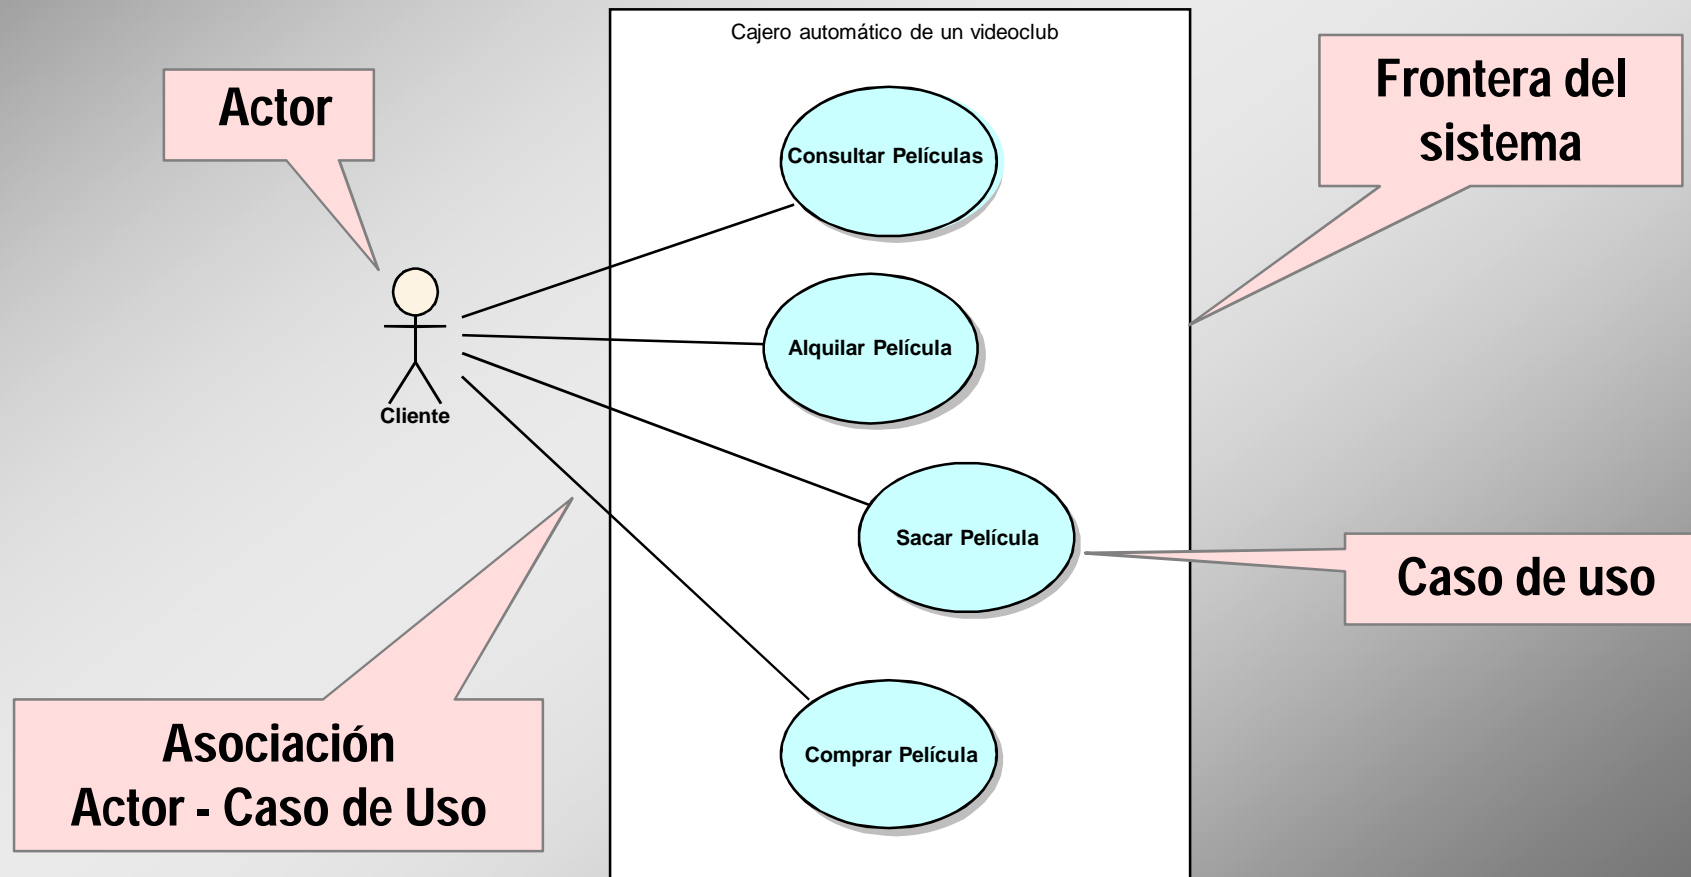 Cajero automático de un videoclub
Actor
Frontera del
sistema
Consultar Películas
Alquilar Película
Cliente
Sacar Película
Caso de uso
Asociación
Actor - Caso de Uso
Comprar Película